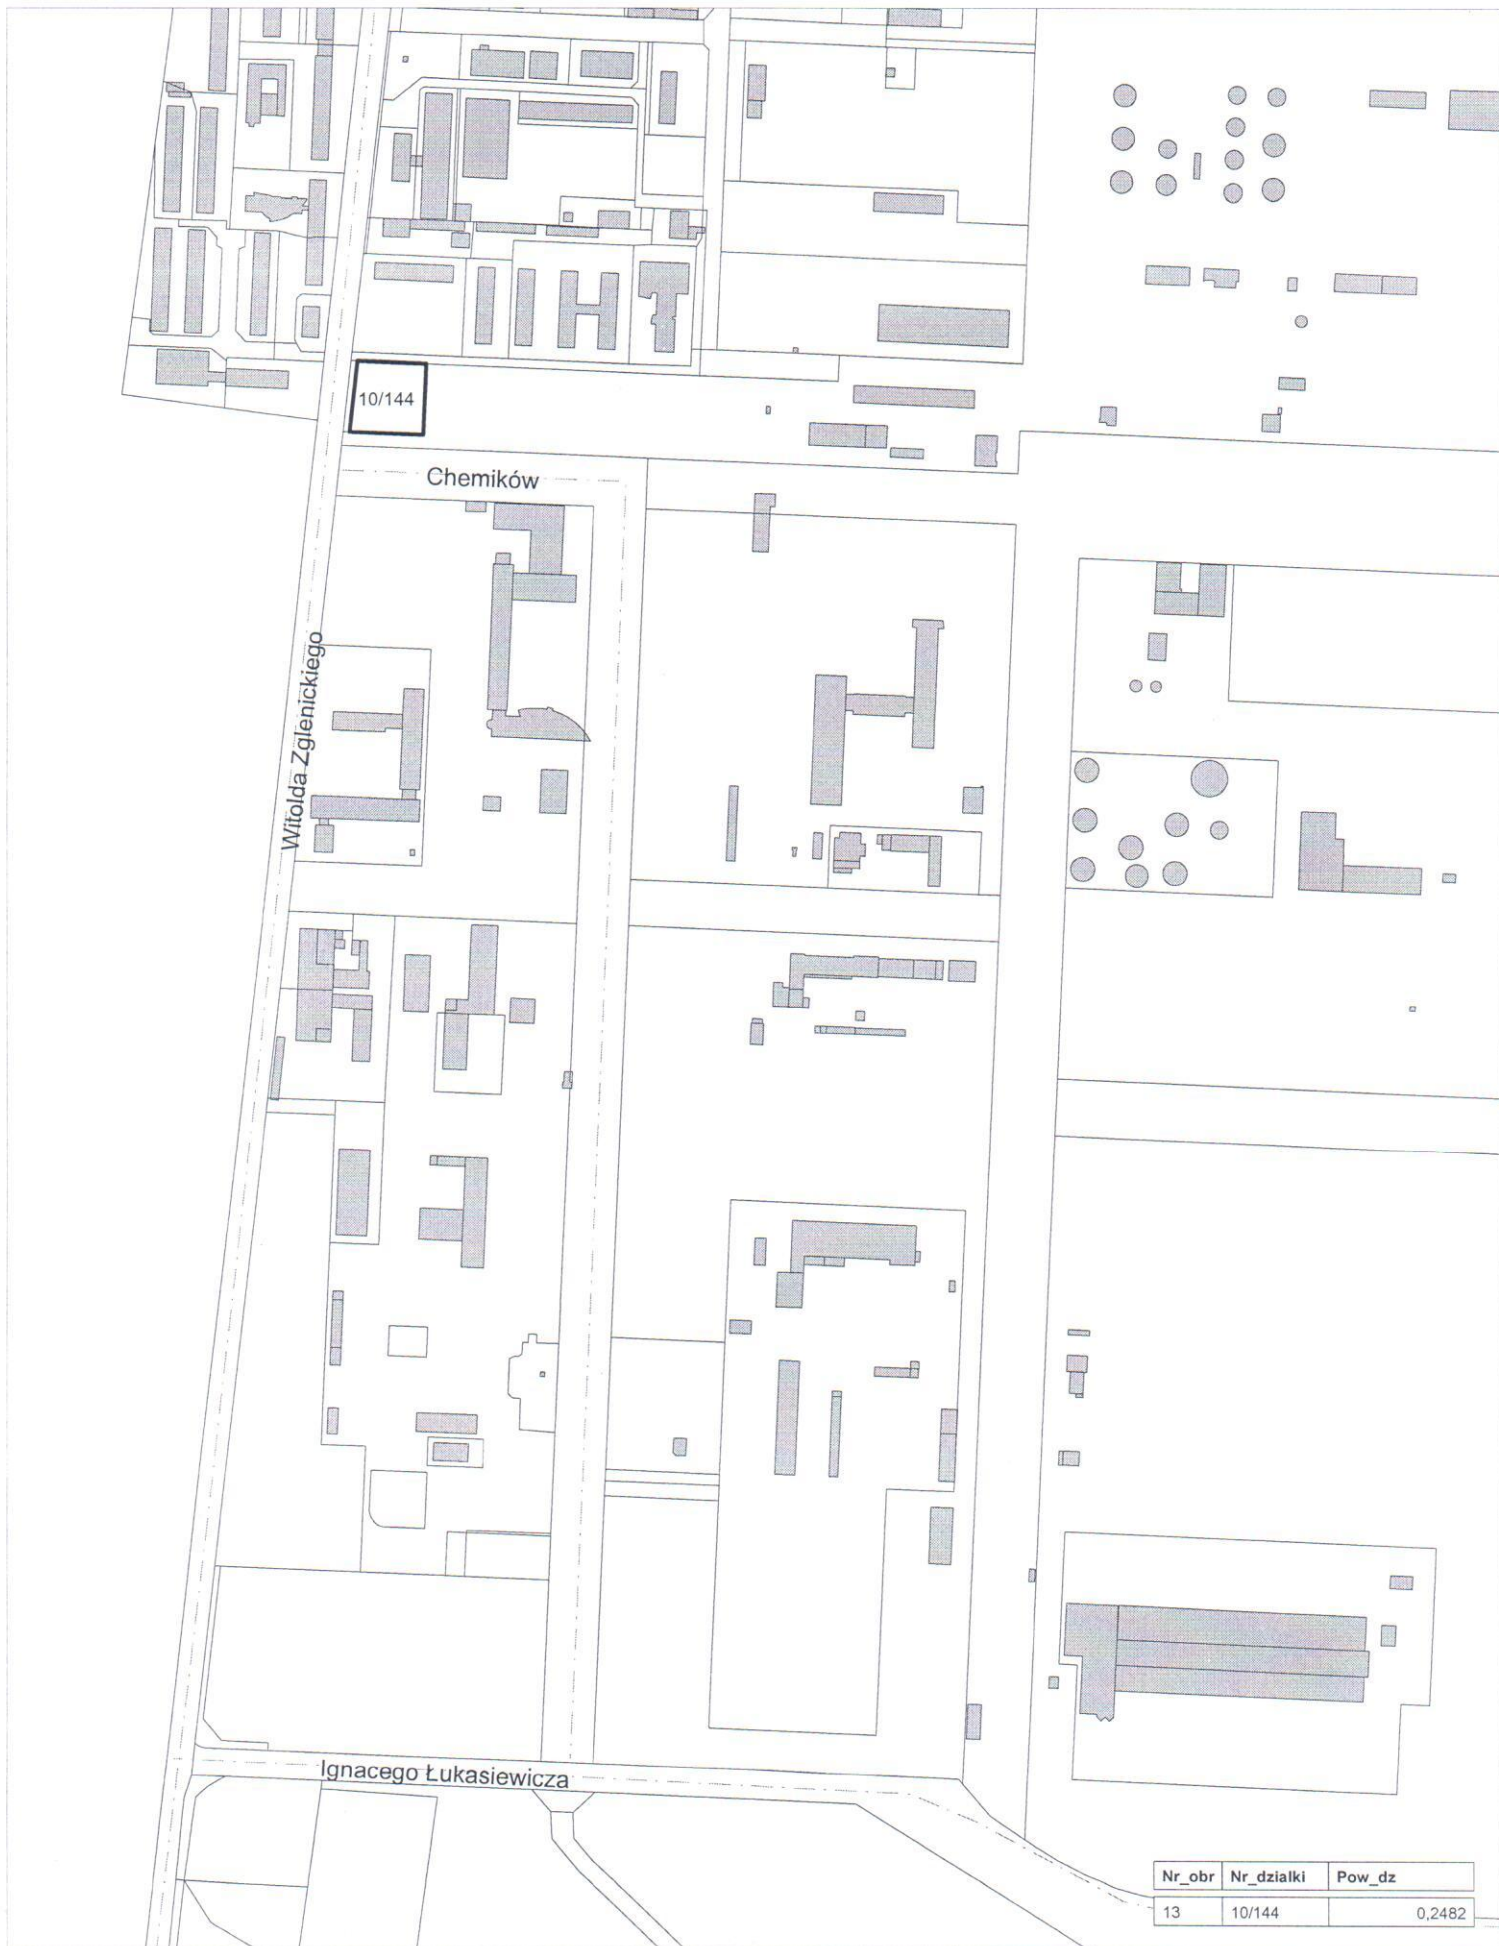 10/144
Chemików
Witolda Zglenickiego
Ignacego Łukasiewicza
Nr_obr Nr_dzialki Pow_dz
13 10/144 0,2482